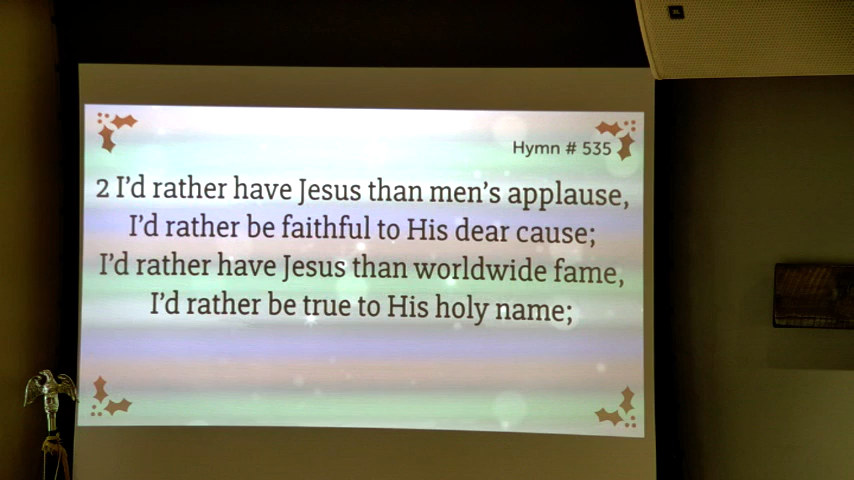 Hymn # 535
2 I'd rather have Jesus than men's applause,
I'd rather be faithful to His dear cause;
I'd rather have Jesus than worldwide fame,
I'd rather be true to His holy name;